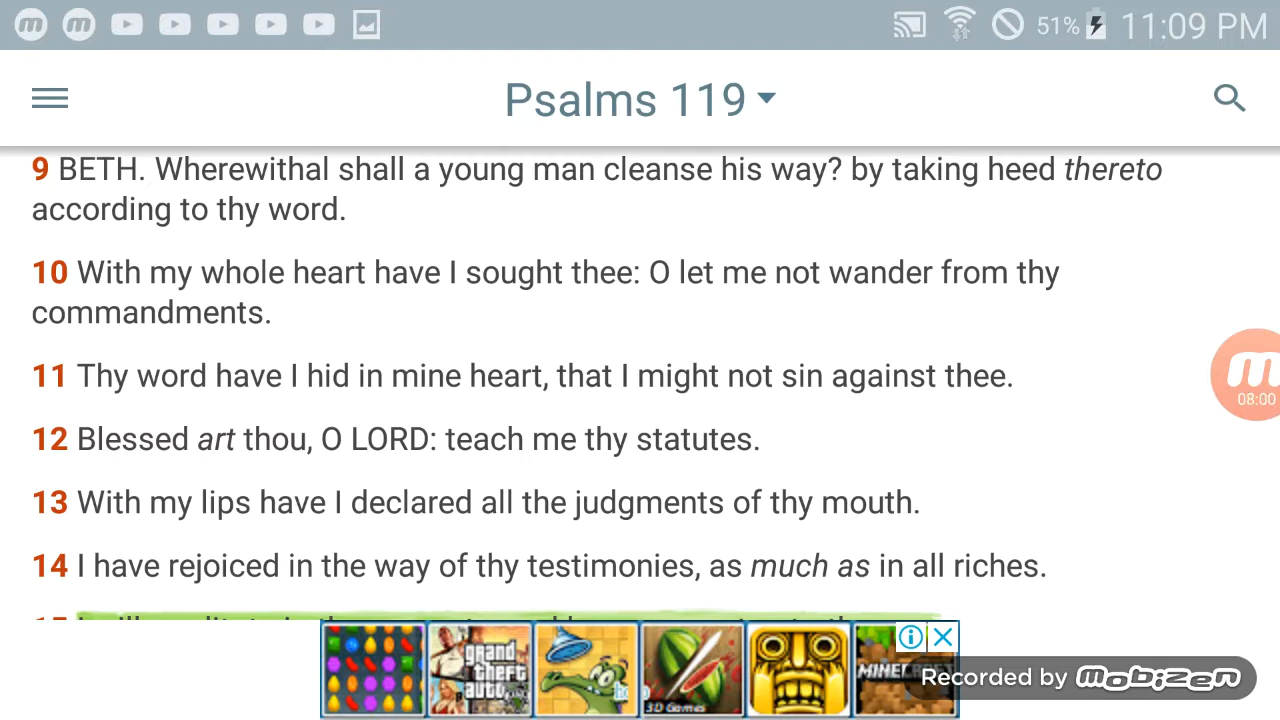 51% 11:09 PM
Psalms 119
9 BETH. Wherewithal shall a young man cleanse his way? by taking heed thereto
according to thy word.
10 With my whole heart have I sought thee: O let me not wander from thy
commandments.
11 Thy word have I hid in mine heart, that I might not sin against thee.
12 Blessed art thou, O LORD: teach me thy statutes.
13 With my lips have I declared all the judgments of thy mouth.
14 I have rejoiced in the way of thy testimonies, as much as in all riches.
08:00
grand
theft
auto
3D Games
Recorded by mobizen